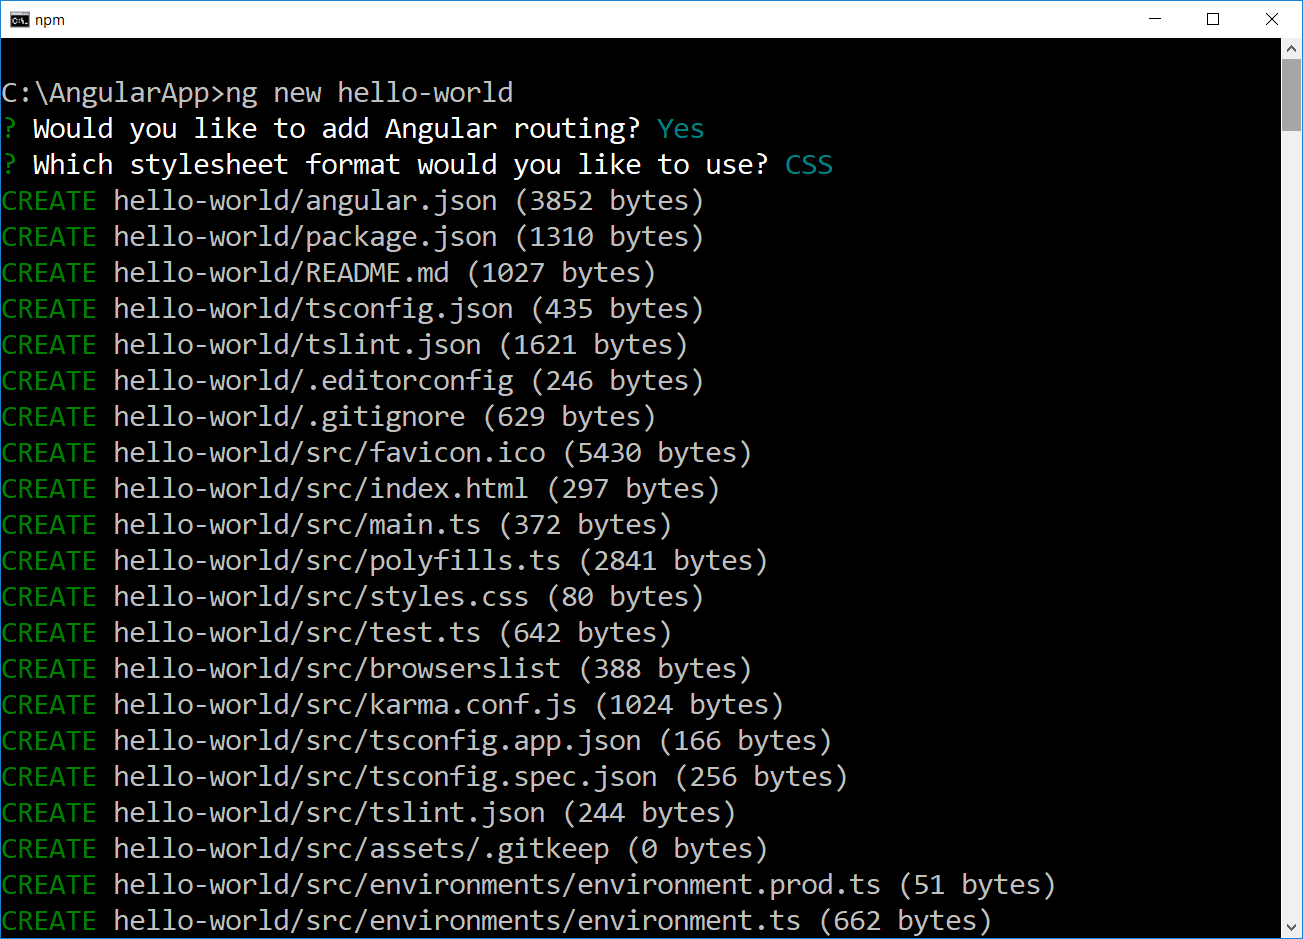 npm
C:\AngularApp>ng new hello-world
? Would you like to add Angular routing? Yes
? Which stylesheet format would you like to use? CSS
CREATE hello-world/angular.json (3852 bytes)
CREATE hello-world/package.json (1310 bytes)
CREATE hello-world/README.md (1027 bytes)
CREATE hello-world/tsconfig.json (435 bytes)
CREATE hello-world/tslint.json (1621 bytes)
CREATE hello-world/.editorconfig (246 bytes)
CREATE hello-world/.gitignore (629 bytes)
CREATE hello-world/src/favicon.ico (5430 bytes)
CREATE hello-world/src/index.html (297 bytes)
CREATE hello-world/src/main.ts (372 bytes)
CREATE hello-world/src/polyfills.ts (2841 bytes)
CREATE hello-world/src/styles.css (80 bytes)
CREATE hello-world/src/test.ts (642 bytes)
CREATE hello-world/src/browserslist (388 bytes)
CREATE hello-world/src/karma.conf.js (1024 bytes)
CREATE hello-world/src/tsconfig.app.json (166 bytes)
CREATE hello-world/src/tsconfig.spec.json (256 bytes)
CREATE hello-world/src/tslint.json (244 bytes)
CREATE hello-world/src/assets/.gitkeep (0 bytes)
CREATE hello-world/src/environments/environment.prod.ts (51 bytes)
CREATE hello-world/src/environments/environment.ts (662 bytes)